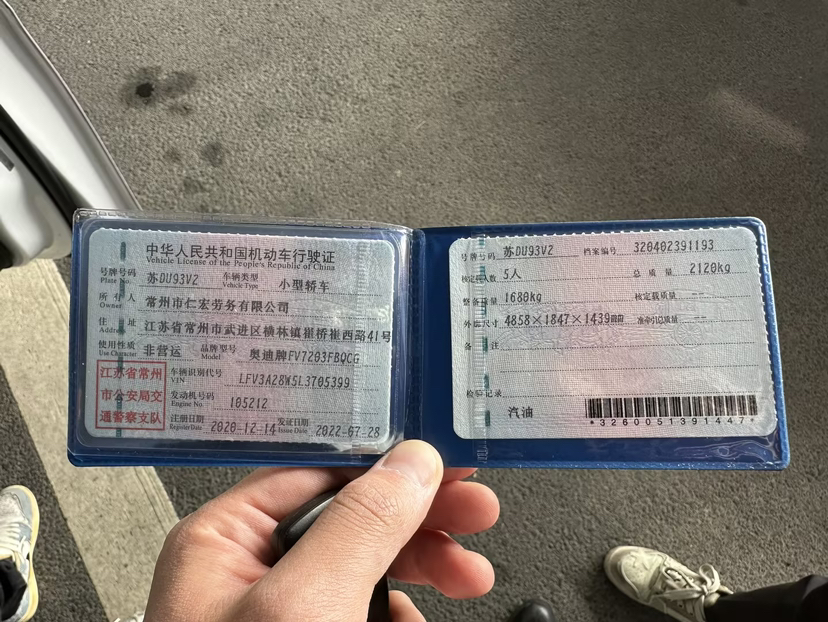 中华人民共和国机动车行驶证
Vehicle License of the People's Republic of China
号牌号码 苏DU93V2 车辆类型 小型轿车
Plate No. Vehicle Type
所有人 常州市仁宏劳务有限公司
Owner
住址 江苏省常州市武进区横林镇崔桥崔西路41号
Address
使用性质 非营运 品牌型号 奥迪牌FV7203FBQCG
Use Character Model
江苏省常州
市公安局交
通警察支队
车辆识别代号 LFV3A28W5L3705399
VIN
发动机号码 105212
Engine No.
注册日期 2020-12-14 发证日期 2022-07-28
Register Date Issue Date
号牌号码 苏DU93V2 档案编号 320402391193
核定载人数 5人 总质量 2120kg
整备质量 1680kg 核定载质量 --
外廓尺寸 4858×1847×1439mm 准牵引总质量 --
备注
检验记录
汽油
*3260051391447*